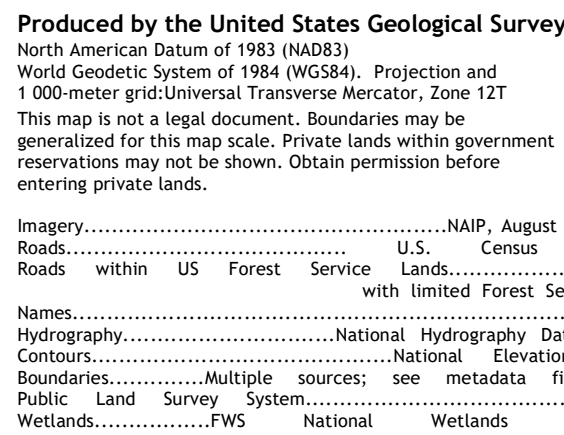 Produced by the United States Geological Survey
North American Datum of 1983 (NAD83)
World Geodetic System of 1984 (WGS84). Projection and
1 000-meter grid:Universal Transverse Mercator, Zone 12T
This map is not a legal document. Boundaries may be
generalized for this map scale. Private lands within government
reservations may not be shown. Obtain permission before
entering private lands.
Imagery....................................................NAIP, August
Roads......................................... U.S. Census
Roads within US Forest Service Lands.................
with limited Forest Se
Names.......................................................................
Hydrography...............................National Hydrography Dat
Contours............................................National Elevation
Boundaries..............Multiple sources; see metadata fi
Public Land Survey System......................................
Wetlands.................FWS National Wetlands